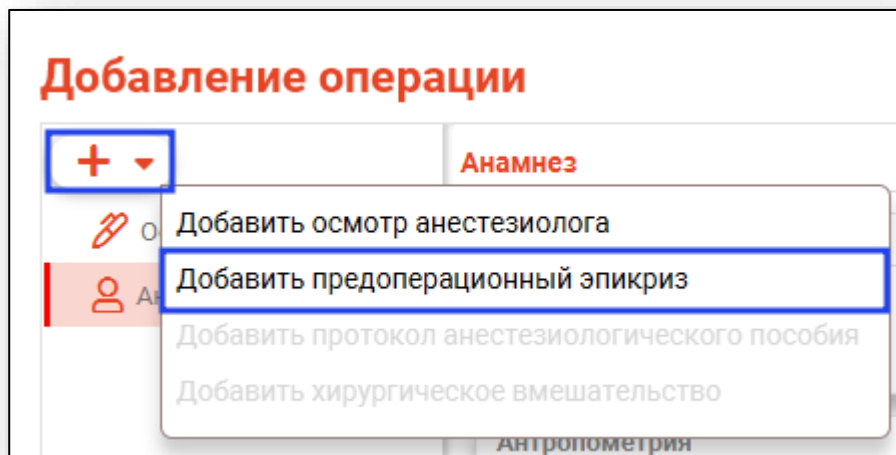 Добавление операции
Анамнез
Добавить осмотр анестезиолога
Добавить предоперационный эпикриз
Добавить протокол анестезиологического пособия
Добавить хирургическое вмешательство
Антропометрия